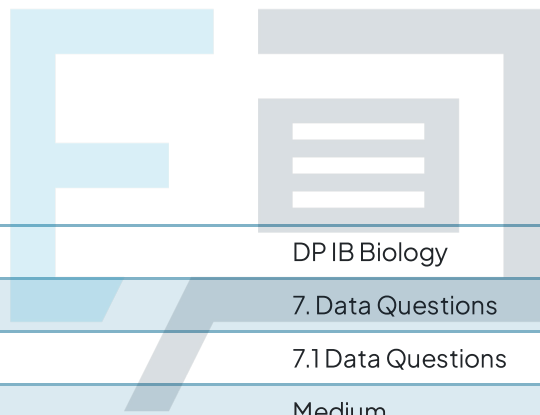 DP IB Biology
7. Data Questions
7.1 Data Questions
Medium